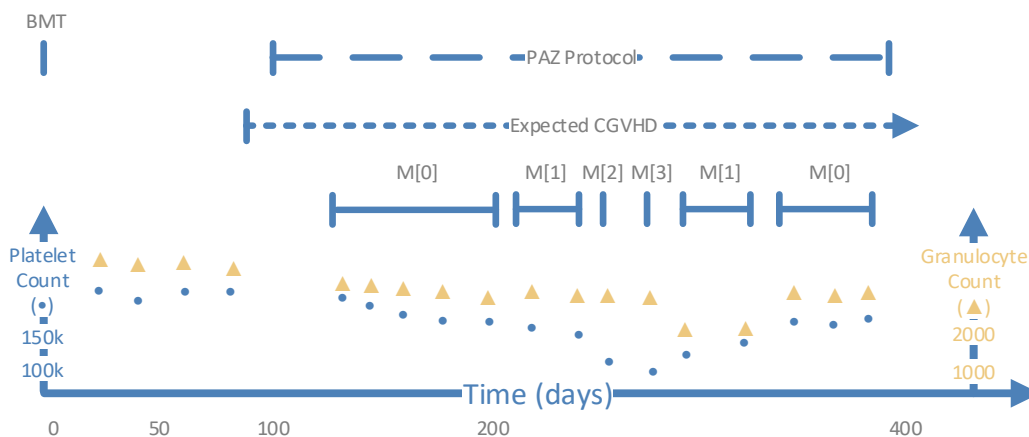 BMT
PAZ Protocol
Expected CGVHD
M[0] M[1] M[2] M[3] M[1] M[0]
Platelet
Count
(•)
150k
100k
Granulocyte
Count
(▲)
2000
1000
Time (days)
0 50 100 200 400